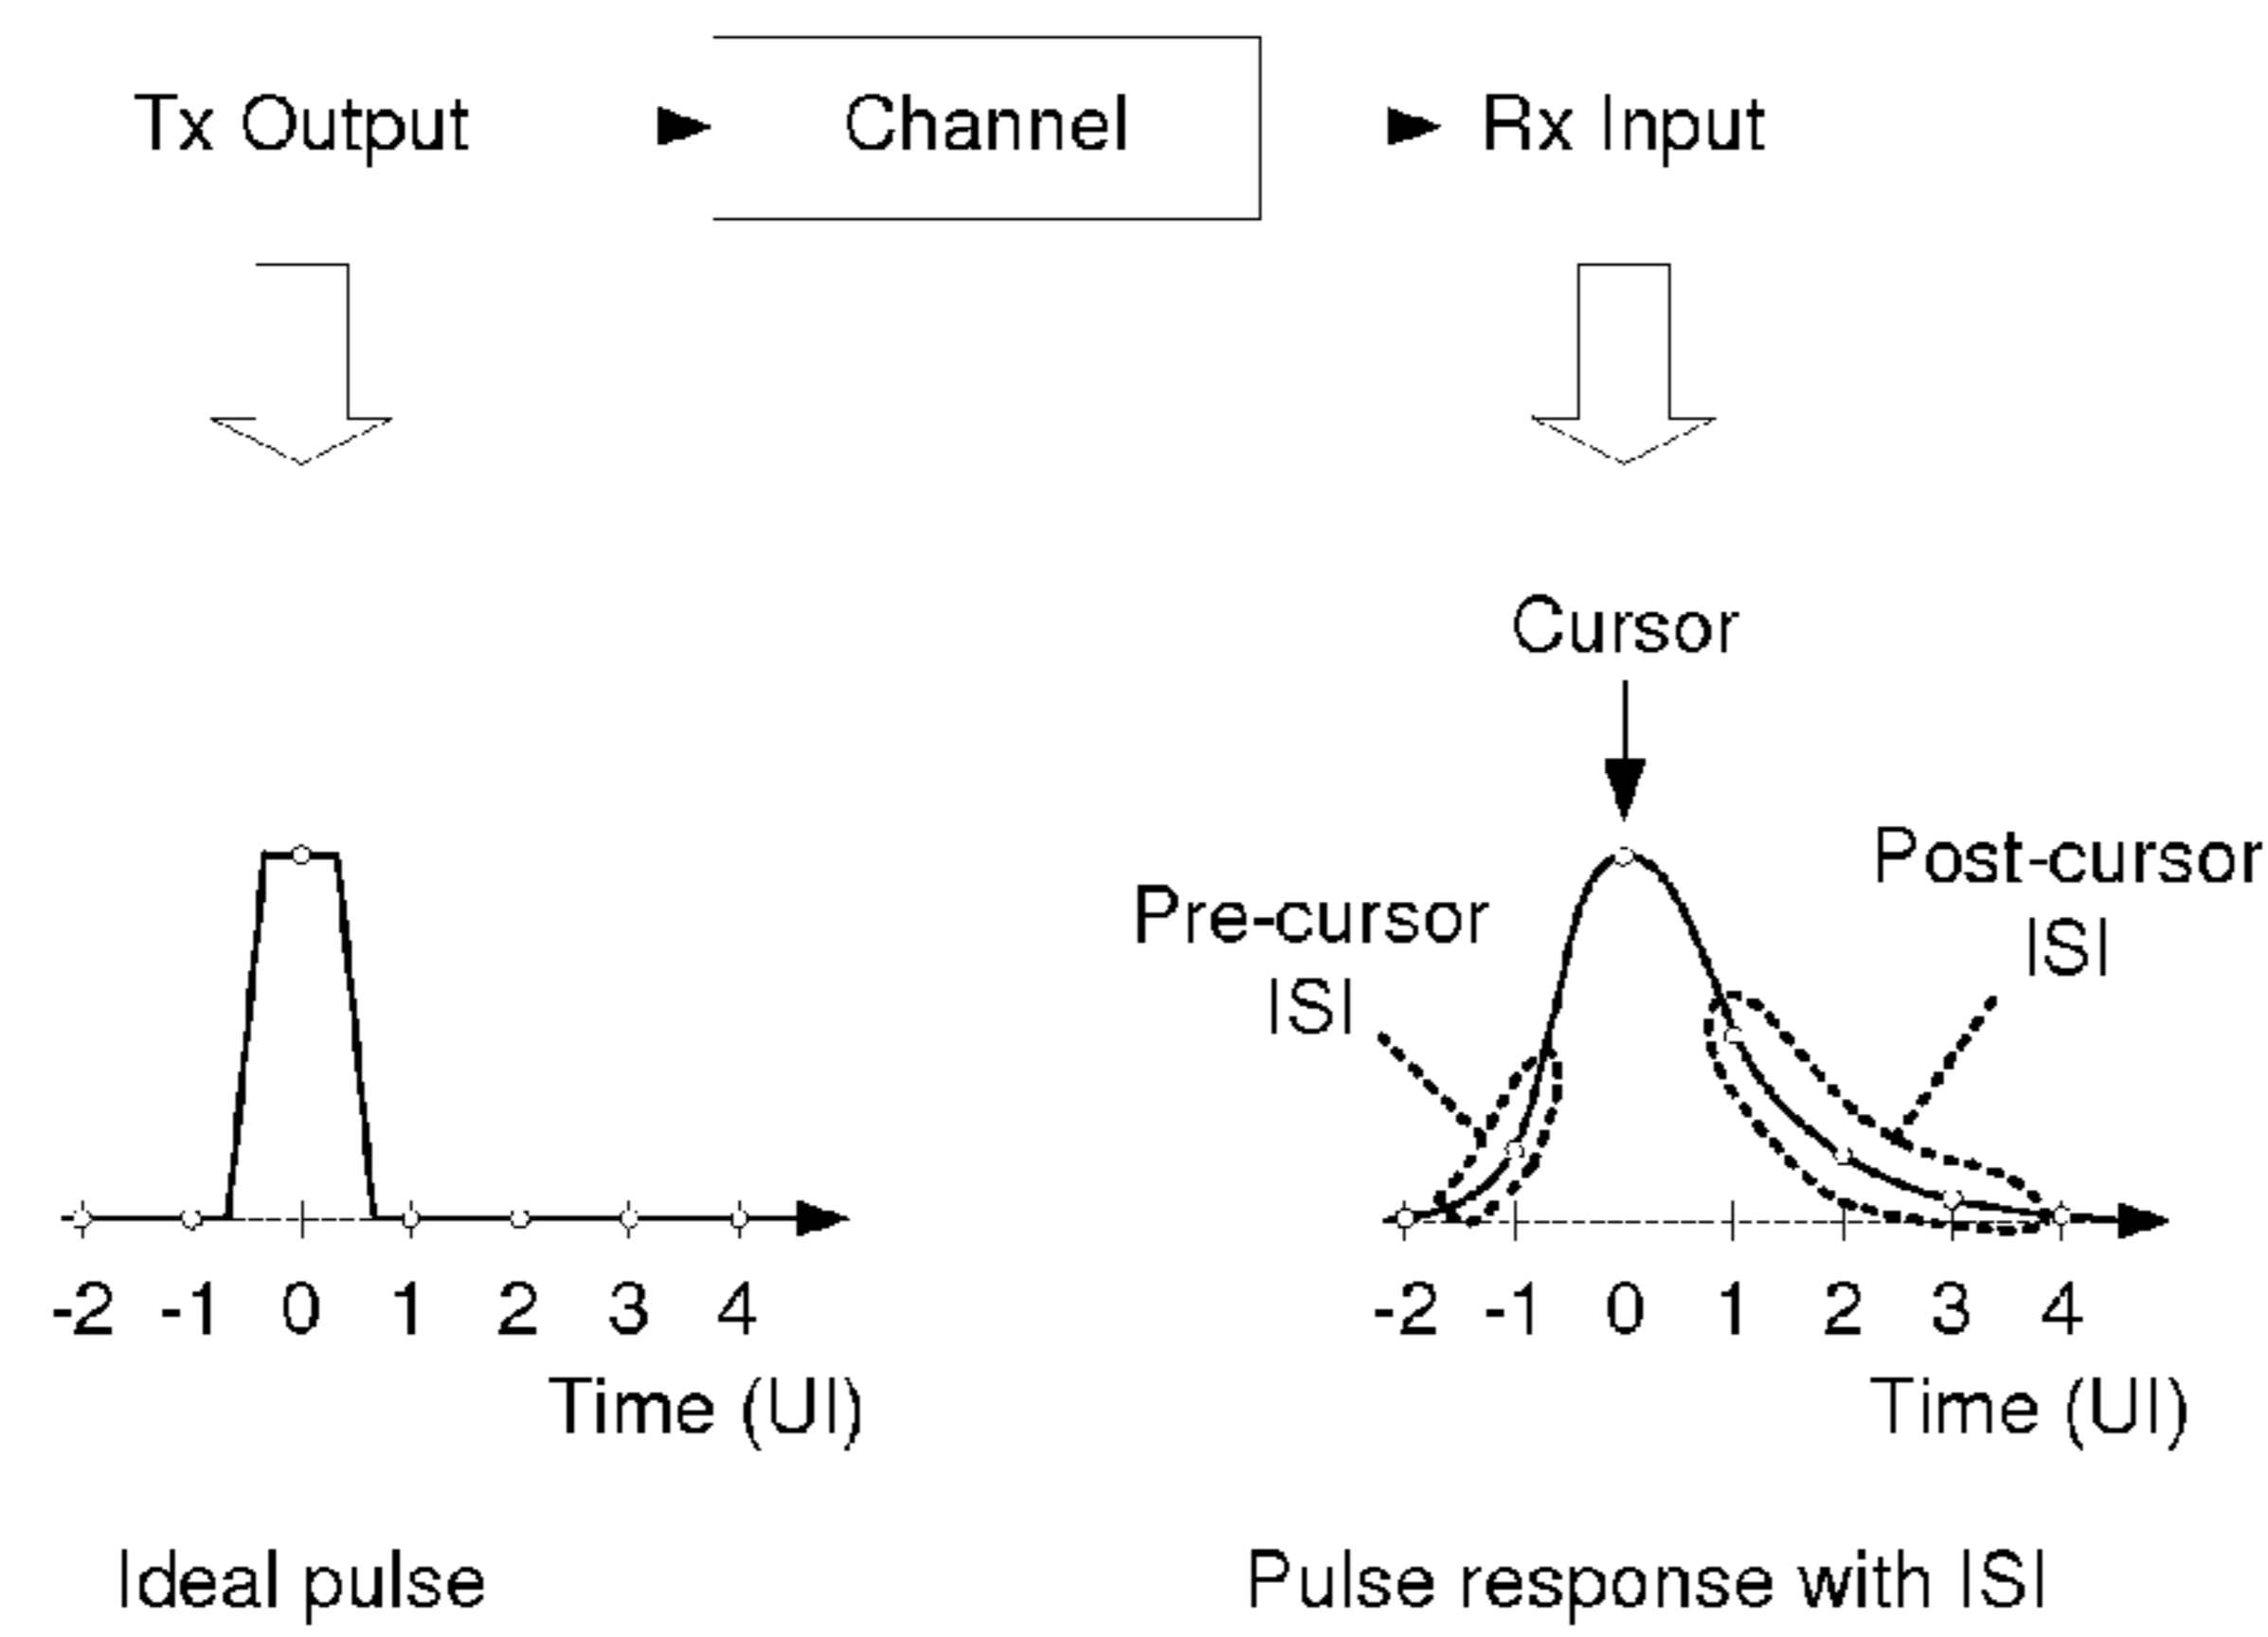 Tx Output
Channel
Rx Input
Cursor
Pre-cursor
ISI
Post-cursor
ISI
-2 -1 0 1 2 3 4
Time (UI)
-2 -1 0 1 2 3 4
Time (UI)
Ideal pulse
Pulse response with ISI